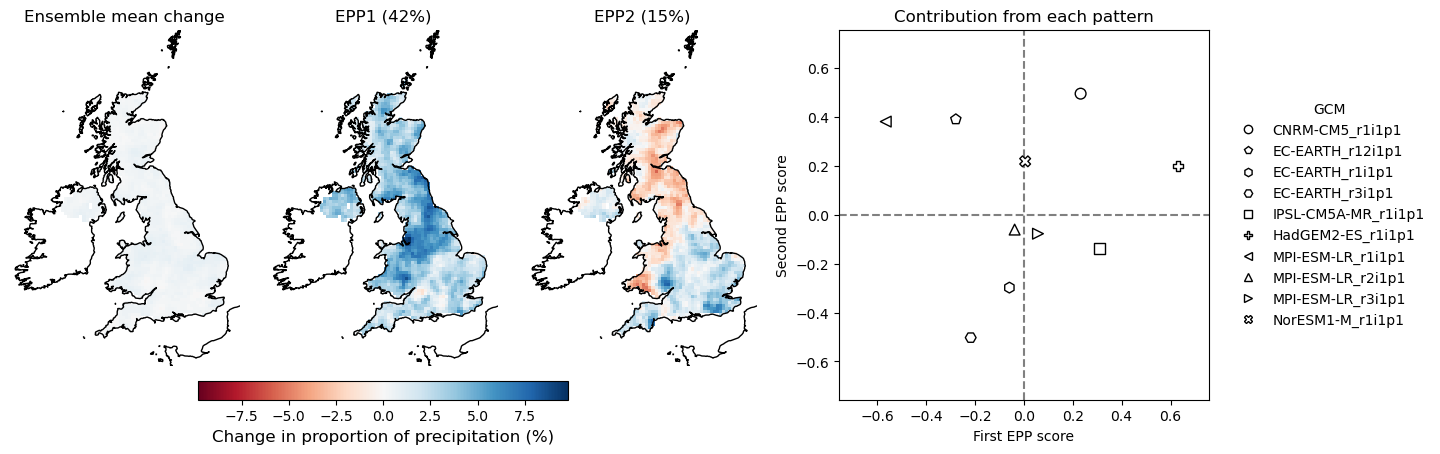 Ensemble mean change
EPP1 (42%)
EPP2 (15%)
−7.5 −5.0 −2.5 0.0 2.5 5.0 7.5
Change in proportion of precipitation (%)
Contribution from each pattern
Second EPP score
0.6
0.4
0.2
0.0
−0.2
−0.4
−0.6
−0.6 −0.4 −0.2 0.0 0.2 0.4 0.6
First EPP score
GCM
CNRM-CM5_r1i1p1
EC-EARTH_r12i1p1
EC-EARTH_r1i1p1
EC-EARTH_r3i1p1
IPSL-CM5A-MR_r1i1p1
HadGEM2-ES_r1i1p1
MPI-ESM-LR_r1i1p1
MPI-ESM-LR_r2i1p1
MPI-ESM-LR_r3i1p1
NorESM1-M_r1i1p1